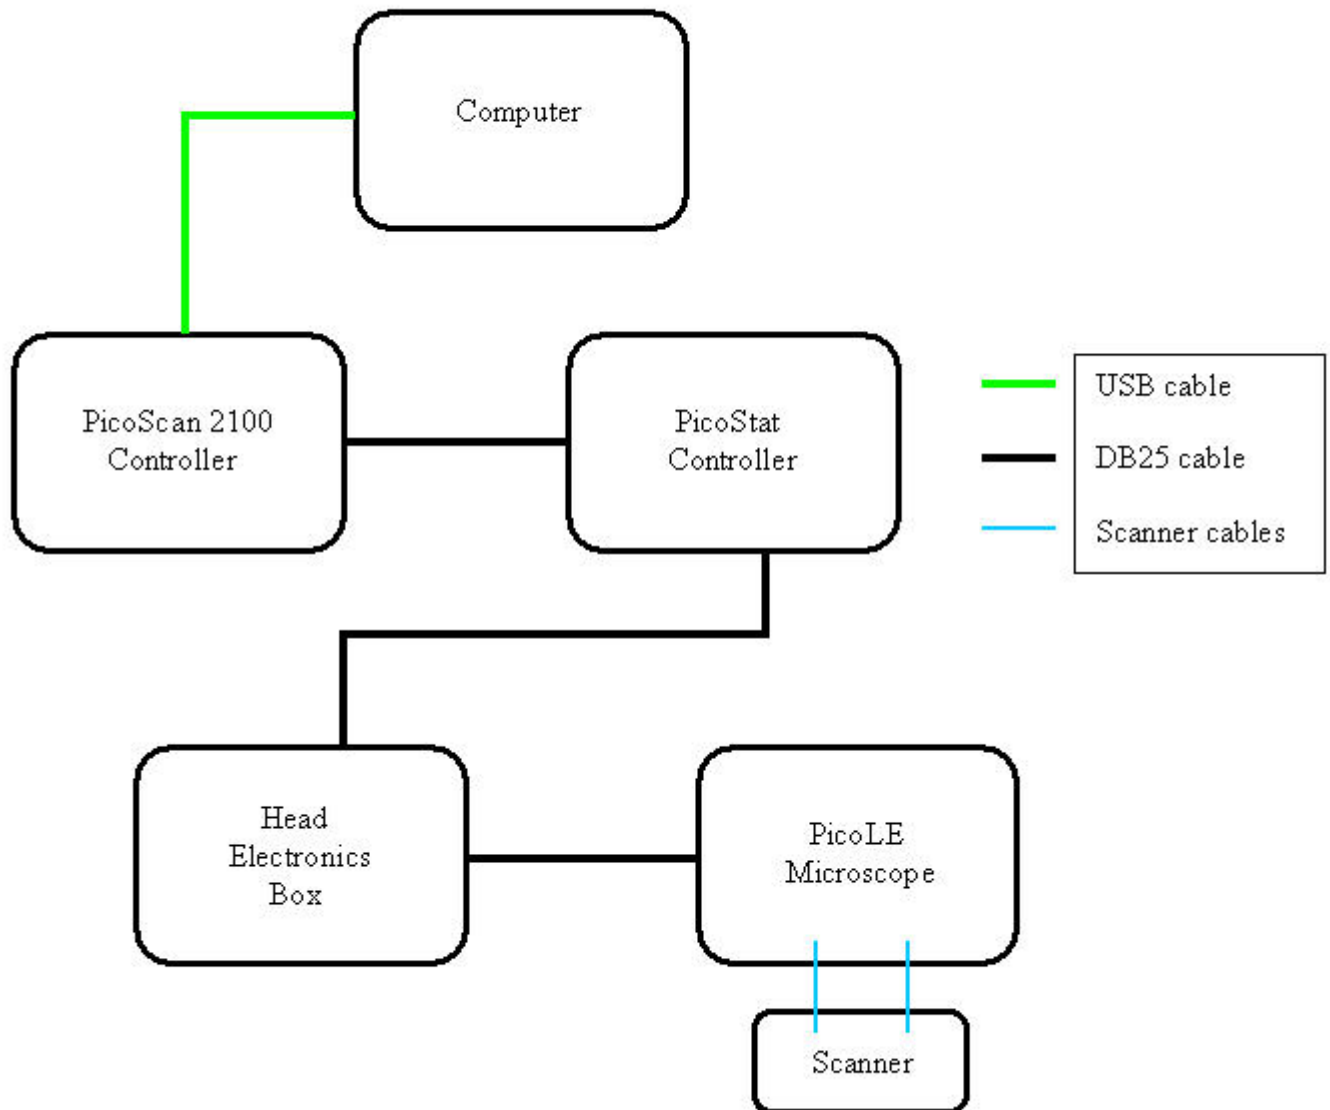 Computer
PicoScan 2100
Controller
PicoStat
Controller
USB cable
DB25 cable
Scanner cables
Head
Electronics
Box
PicoLE
Microscope
Scanner